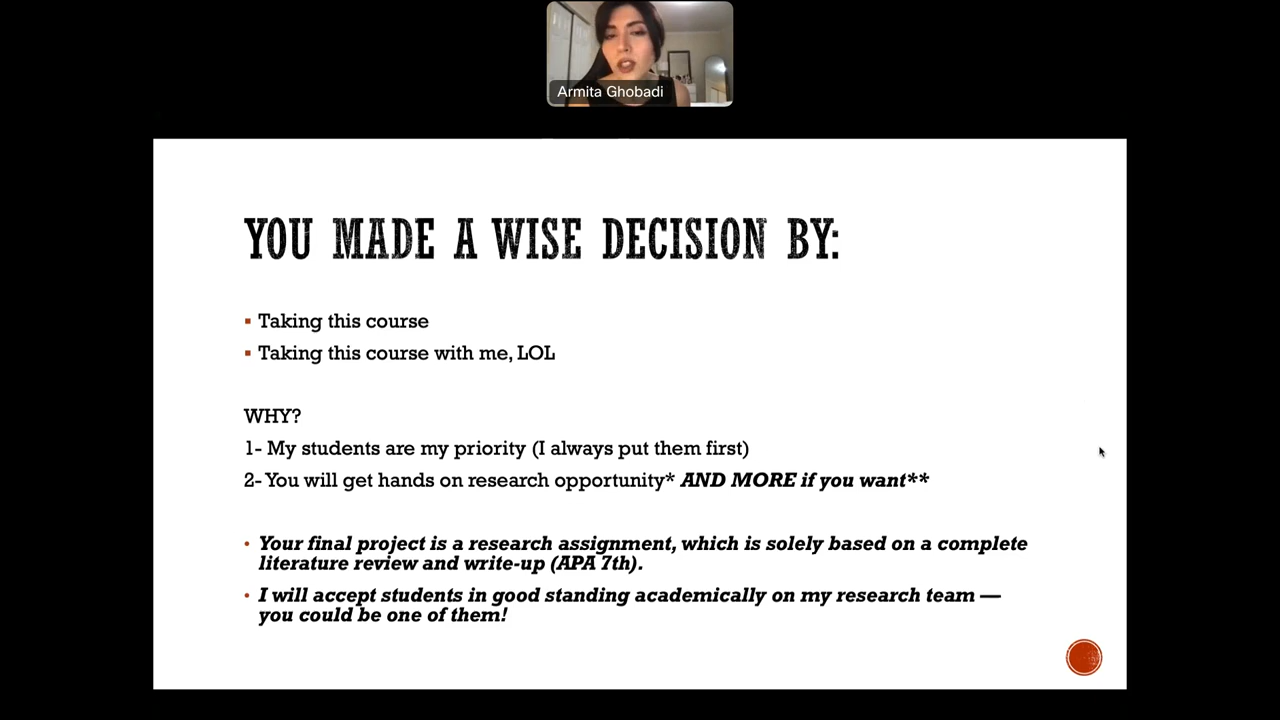 Armita Ghobadi
YOU MADE A WISE DECISION BY:
▪ Taking this course
▪ Taking this course with me, LOL
WHY?
1- My students are my priority (I always put them first)
2- You will get hands on research opportunity* AND MORE if you want**
• Your final project is a research assignment, which is solely based on a complete
literature review and write-up (APA 7th).
• I will accept students in good standing academically on my research team —
you could be one of them!